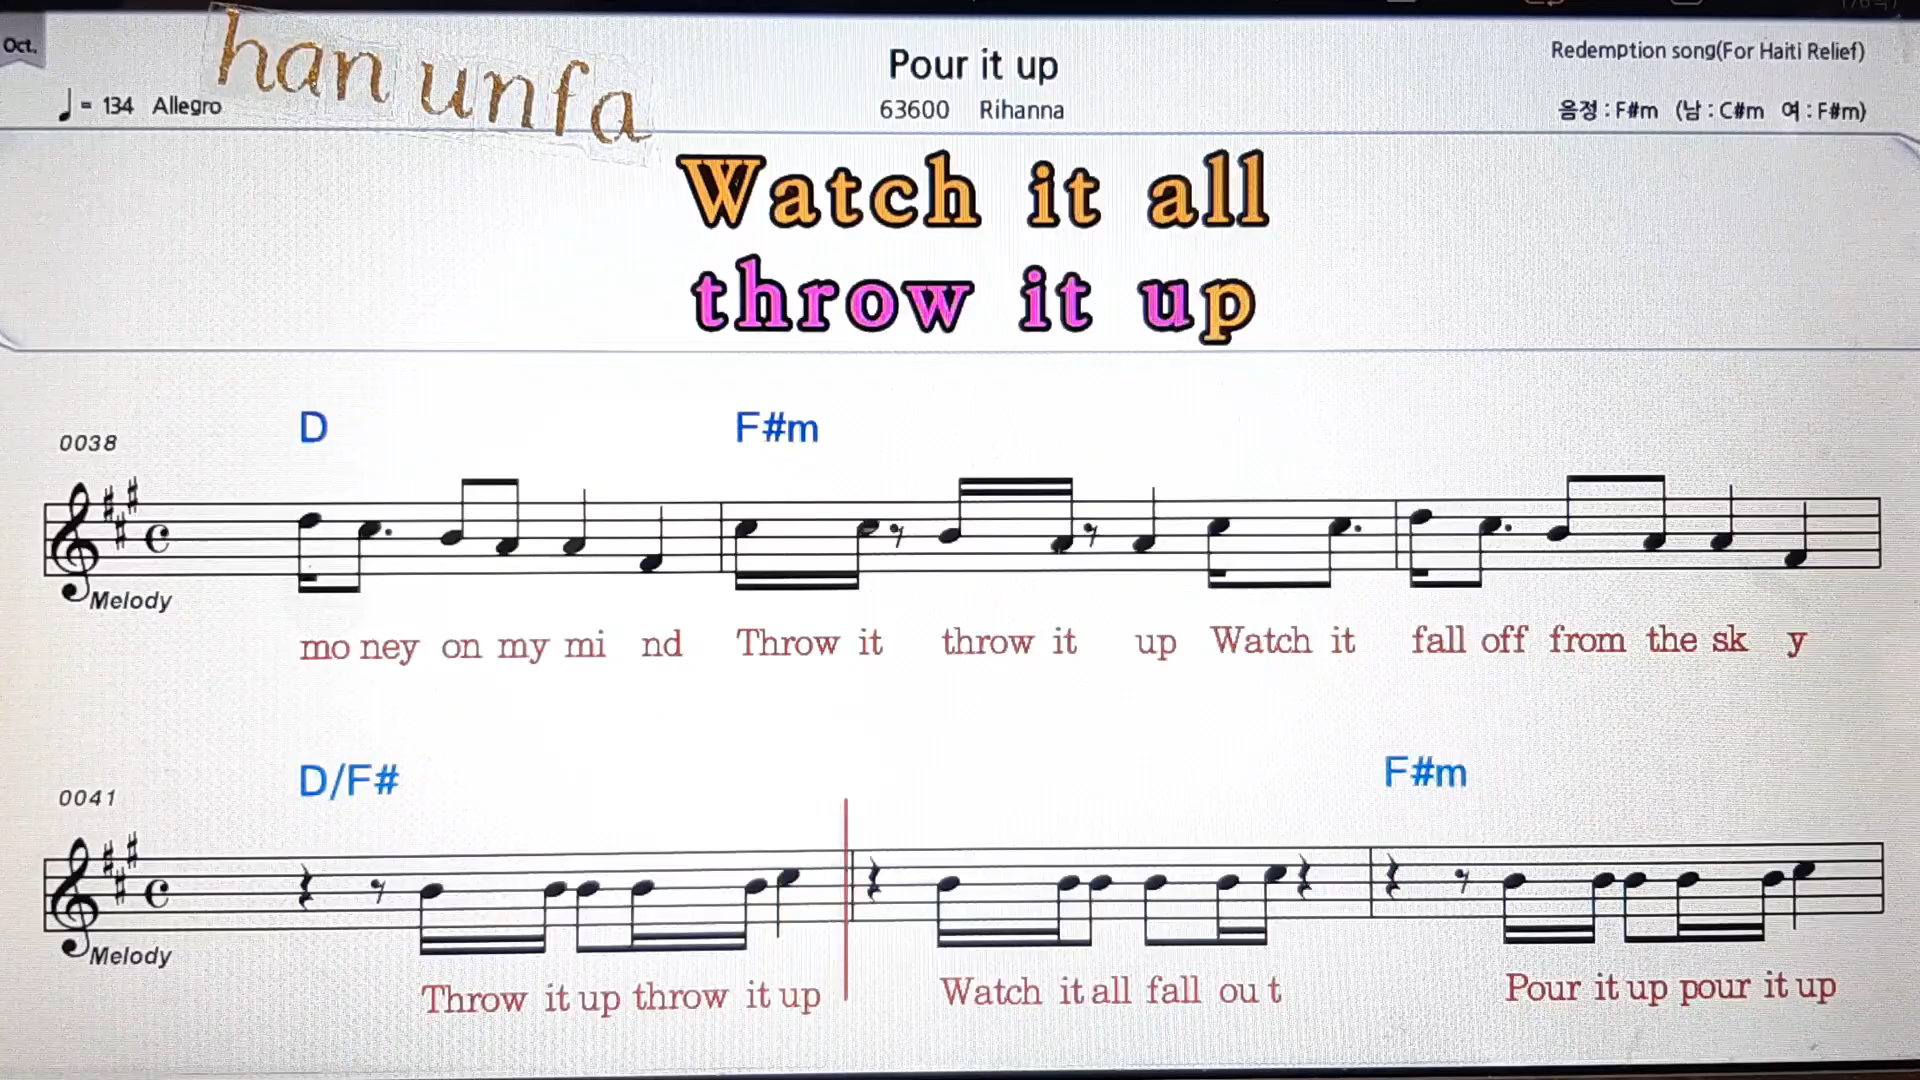 Oct.
han unfa
Pour it up
Redemption song(For Haiti Relief)
♩ = 134 Allegro
63600 Rihanna
음정 : F#m (남 : C#m 여 : F#m)
Watch it all
throw it up
D F#m
0038
Melody
mo ney on my mi nd Throw it throw it up Watch it fall off from the sk y
D/F# F#m
0041
Melody
Throw it up throw it up Watch it all fall ou t Pour it up pour it up